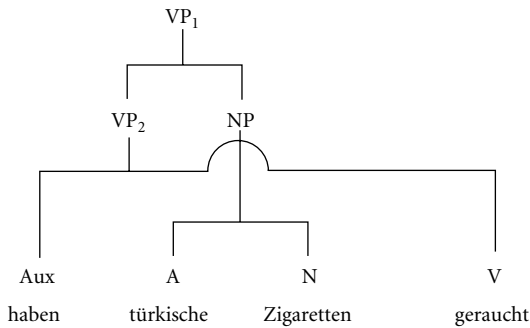 VP₁
VP₂ NP
Aux A N V
haben türkische Zigaretten geraucht